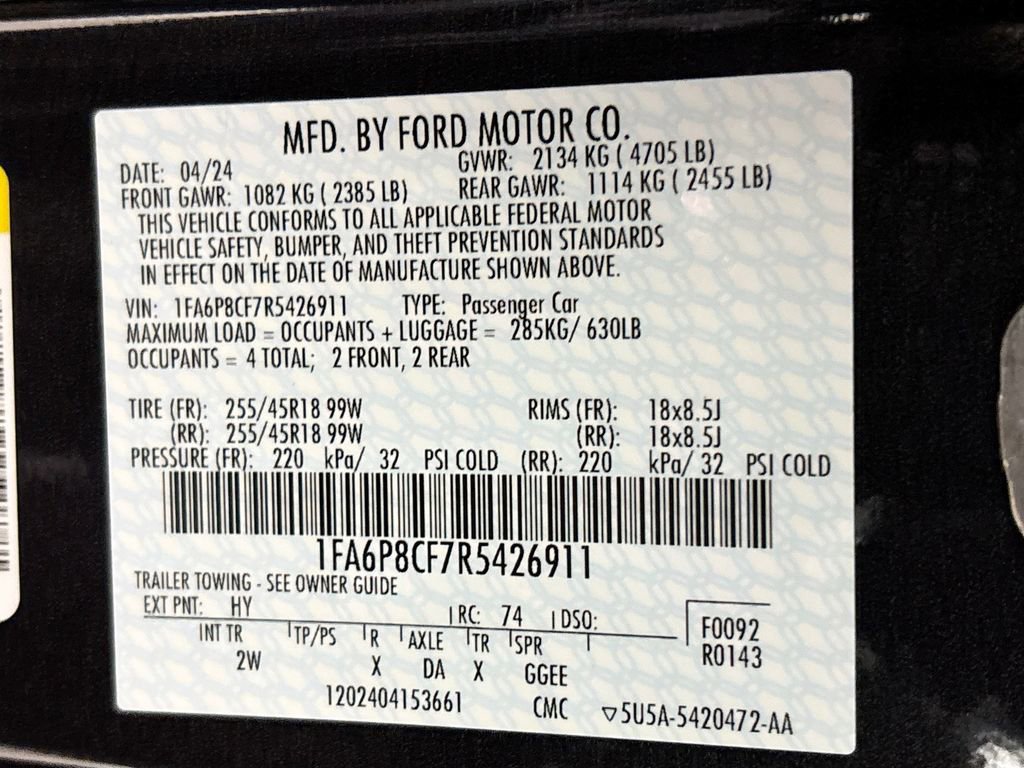 MFD. BY FORD MOTOR CO.
DATE: 04/24 GVWR: 2134 KG ( 4705 LB)
FRONT GAWR: 1082 KG ( 2385 LB) REAR GAWR: 1114 KG ( 2455 LB)
THIS VEHICLE CONFORMS TO ALL APPLICABLE FEDERAL MOTOR
VEHICLE SAFETY, BUMPER, AND THEFT PREVENTION STANDARDS
IN EFFECT ON THE DATE OF MANUFACTURE SHOWN ABOVE.
VIN: 1FA6P8CF7R5426911 TYPE: Passenger Car
MAXIMUM LOAD = OCCUPANTS + LUGGAGE = 285KG/ 630LB
OCCUPANTS = 4 TOTAL; 2 FRONT, 2 REAR
TIRE (FR): 255/45R18 99W RIMS (FR): 18x8.5J
(RR): 255/45R18 99W (RR): 18x8.5J
PRESSURE (FR): 220 kPa/ 32 PSI COLD (RR): 220 kPa/ 32 PSI COLD
1FA6P8CF7R5426911
TRAILER TOWING - SEE OWNER GUIDE
EXT PNT: HY RC: 74 DSO:
F0092
INT TR TP/PS R AXLE TR SPR
R0143
2W X DA X GGEE
1202404153661 CMC ▽5U5A-5420472-AA